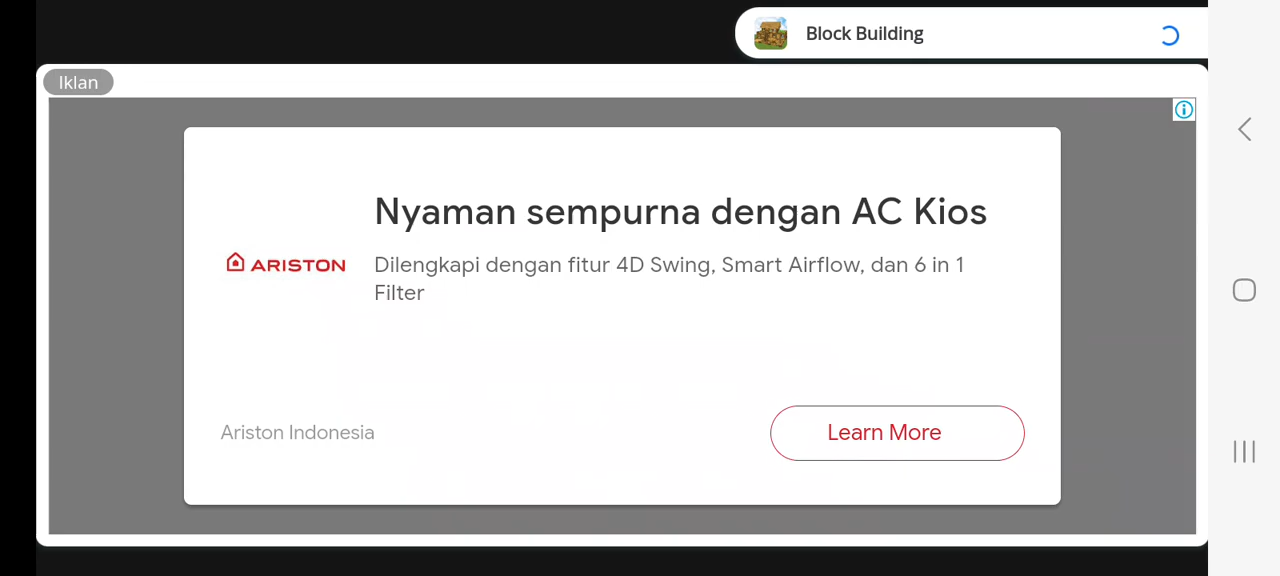 Block Building
Iklan
Nyaman sempurna dengan AC Kios
ARISTON
Dilengkapi dengan fitur 4D Swing, Smart Airflow, dan 6 in 1
Filter
Ariston Indonesia
Learn More